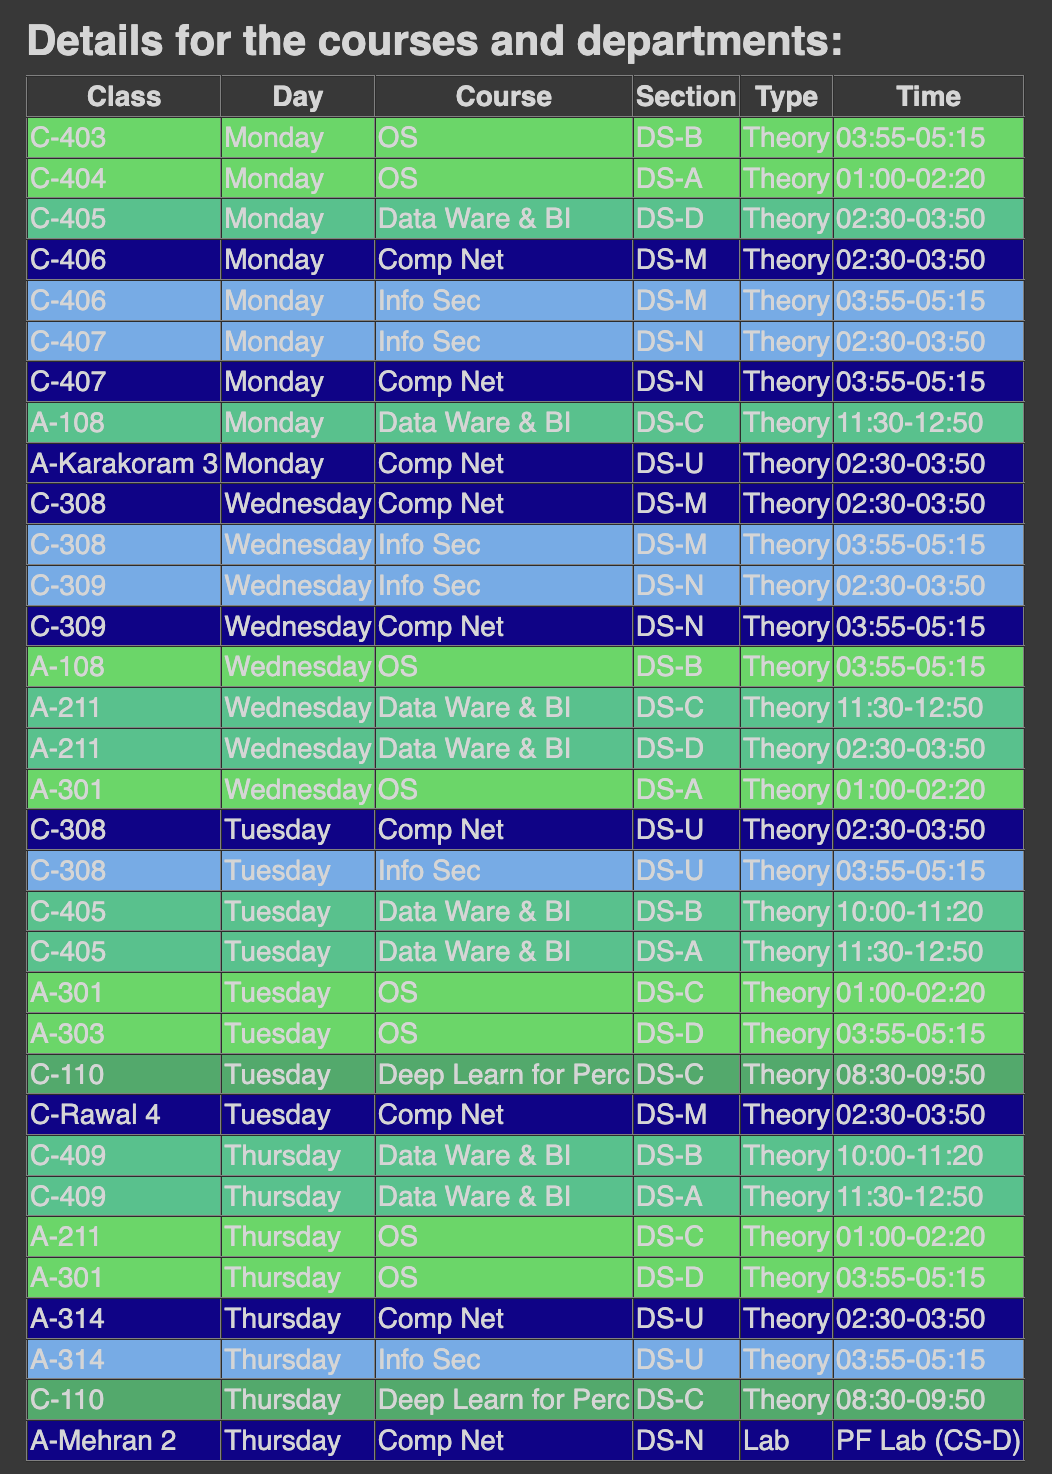 Details for the courses and departments:
Class Day Course Section Type Time
C-403 Monday OS DS-B Theory 03:55-05:15
C-404 Monday OS DS-A Theory 01:00-02:20
C-405 Monday Data Ware & BI DS-D Theory 02:30-03:50
C-406 Monday Comp Net DS-M Theory 02:30-03:50
C-406 Monday Info Sec DS-M Theory 03:55-05:15
C-407 Monday Info Sec DS-N Theory 02:30-03:50
C-407 Monday Comp Net DS-N Theory 03:55-05:15
A-108 Monday Data Ware & BI DS-C Theory 11:30-12:50
A-Karakoram 3 Monday Comp Net DS-U Theory 02:30-03:50
C-308 Wednesday Comp Net DS-M Theory 02:30-03:50
C-308 Wednesday Info Sec DS-M Theory 03:55-05:15
C-309 Wednesday Info Sec DS-N Theory 02:30-03:50
C-309 Wednesday Comp Net DS-N Theory 03:55-05:15
A-108 Wednesday OS DS-B Theory 03:55-05:15
A-211 Wednesday Data Ware & BI DS-C Theory 11:30-12:50
A-211 Wednesday Data Ware & BI DS-D Theory 02:30-03:50
A-301 Wednesday OS DS-A Theory 01:00-02:20
C-308 Tuesday Comp Net DS-U Theory 02:30-03:50
C-308 Tuesday Info Sec DS-U Theory 03:55-05:15
C-405 Tuesday Data Ware & BI DS-B Theory 10:00-11:20
C-405 Tuesday Data Ware & BI DS-A Theory 11:30-12:50
A-301 Tuesday OS DS-C Theory 01:00-02:20
A-303 Tuesday OS DS-D Theory 03:55-05:15
C-110 Tuesday Deep Learn for Perc DS-C Theory 08:30-09:50
C-Rawal 4 Tuesday Comp Net DS-M Theory 02:30-03:50
C-409 Thursday Data Ware & BI DS-B Theory 10:00-11:20
C-409 Thursday Data Ware & BI DS-A Theory 11:30-12:50
A-211 Thursday OS DS-C Theory 01:00-02:20
A-301 Thursday OS DS-D Theory 03:55-05:15
A-314 Thursday Comp Net DS-U Theory 02:30-03:50
A-314 Thursday Info Sec DS-U Theory 03:55-05:15
C-110 Thursday Deep Learn for Perc DS-C Theory 08:30-09:50
A-Mehran 2 Thursday Comp Net DS-N Lab PF Lab (CS-D)